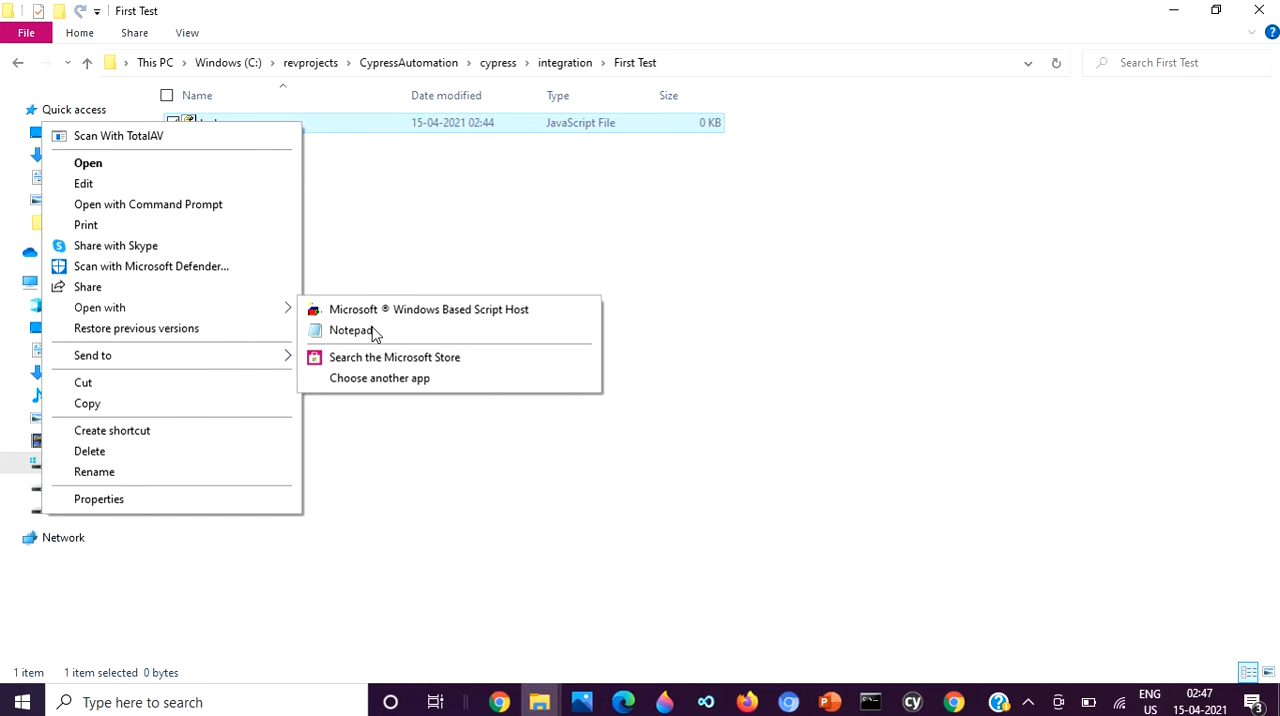 First Test
File Home Share View
This PC Windows (C:) revprojects CypressAutomation cypress integration First Test
Search First Test
Name Date modified Type Size
Quick access
15-04-2021 02:44 JavaScript File 0 KB
Scan With TotalAV
Open
Edit
Open with Command Prompt
Print
Share with Skype
Scan with Microsoft Defender...
Share
Open with
Restore previous versions
Send to
Cut
Copy
Create shortcut
Delete
Rename
Properties
Microsoft ® Windows Based Script Host
Notepad
Search the Microsoft Store
Choose another app
Network
1 item 1 item selected 0 bytes
Type here to search
ENG
US
02:47
15-04-2021
3